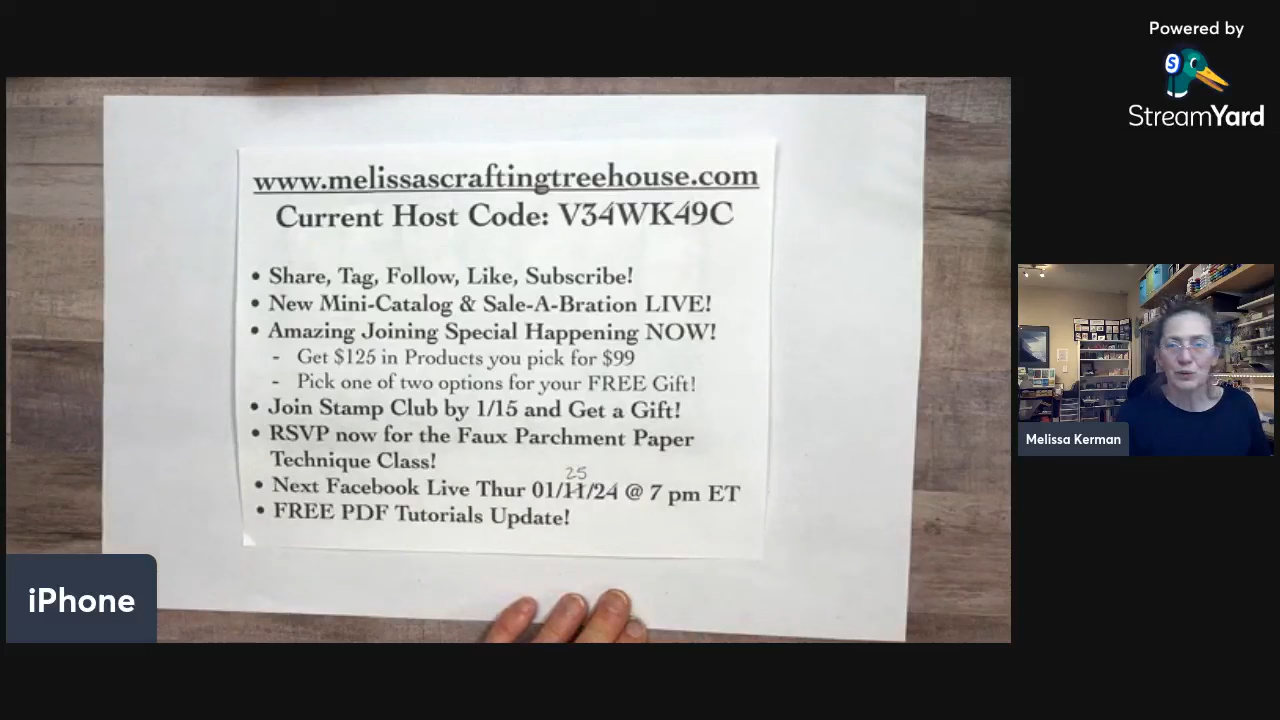 Powered by
S
StreamYard
www.melissascraftingtreehouse.com
Current Host Code: V34WK49C
• Share, Tag, Follow, Like, Subscribe!
• New Mini-Catalog & Sale-A-Bration LIVE!
• Amazing Joining Special Happening NOW!
- Get $125 in Products you pick for $99
- Pick one of two options for your FREE Gift!
• Join Stamp Club by 1/15 and Get a Gift!
• RSVP now for the Faux Parchment Paper
Technique Class!
25
• Next Facebook Live Thur 01/11/24 @ 7 pm ET
• FREE PDF Tutorials Update!
Melissa Kerman
iPhone